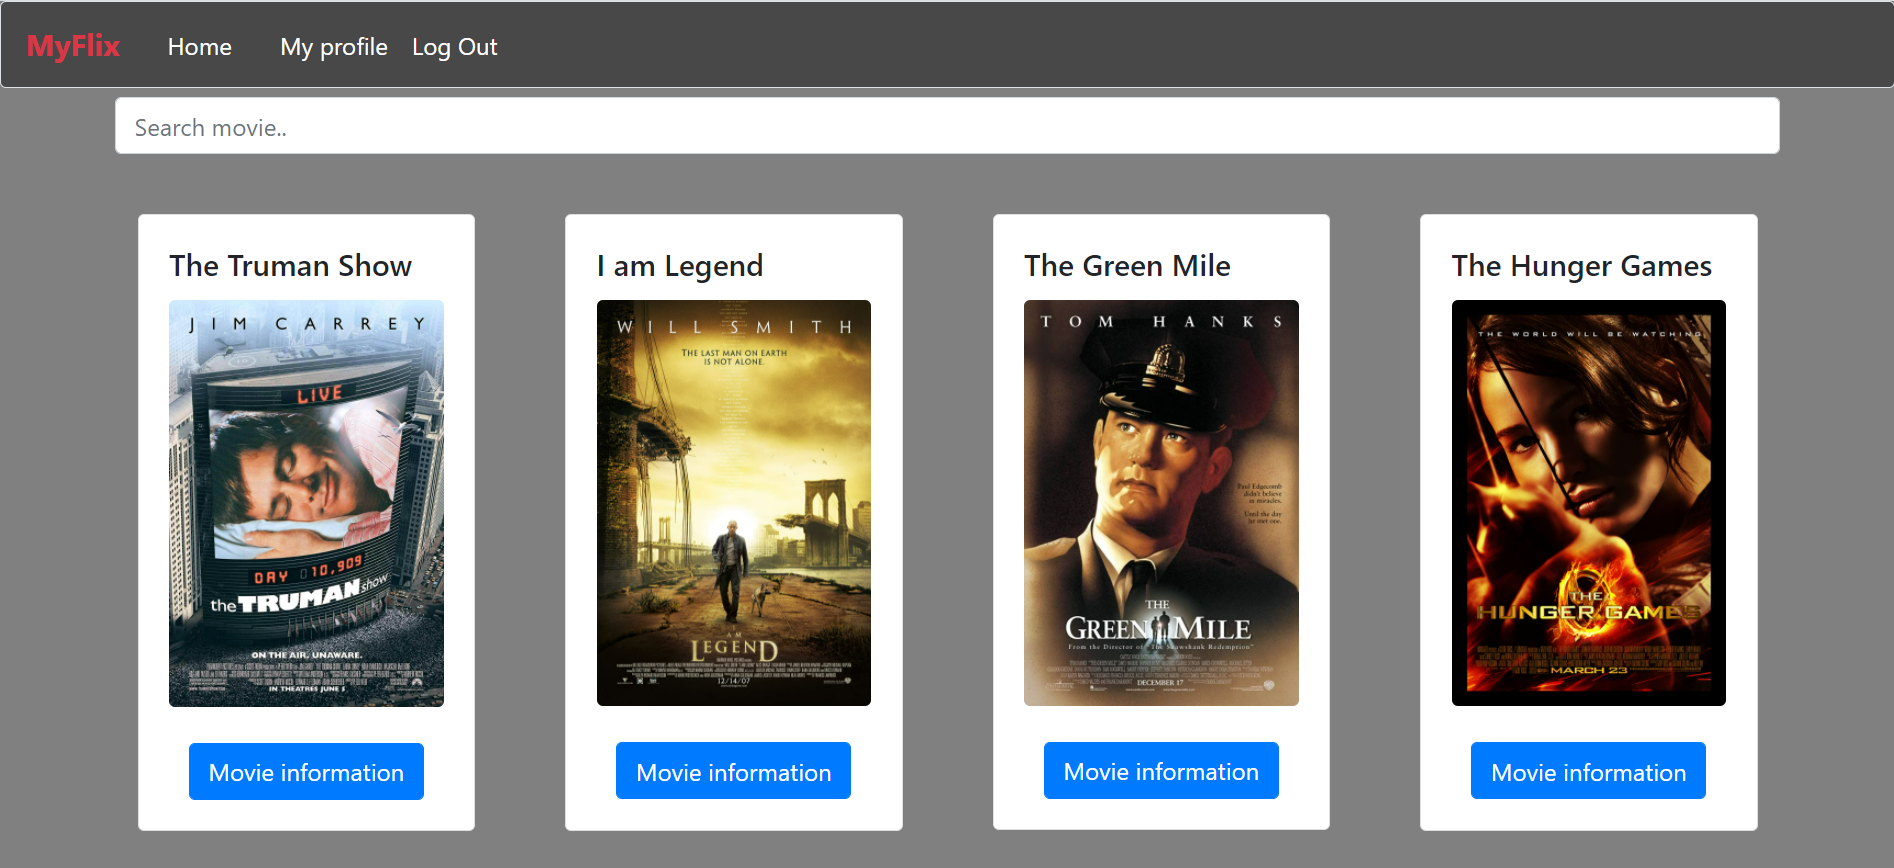 MyFlix Home My profile Log Out
Search movie..
The Truman Show
JIM CARREY
LIVE
DAY 10,909
the TRUMAN show
ON THE AIR. UNAWARE.
IN THEATRES JUNE 5
Movie information
I am Legend
WILL SMITH
THE LAST MAN ON EARTH
IS NOT ALONE.
I AM
LEGEND
12/14/07
Movie information
The Green Mile
TOM HANKS
Paul Edgecomb
didn't believe
in miracles.
Until the day
he met one.
THE
GREEN MILE
From the Director of "The Shawshank Redemption"
DECEMBER 17
Movie information
The Hunger Games
THE WORLD WILL BE WATCHING
THE
HUNGER GAMES
MARCH 23
Movie information